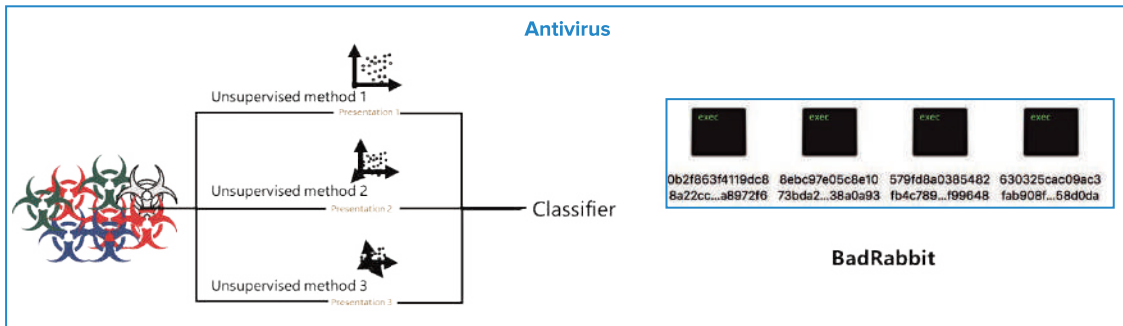 Antivirus
Unsupervised method 1
Presentation 1
Unsupervised method 2
Presentation 2
Unsupervised method 3
Presentation 3
Classifier
exec exec exec exec
0b2f863f4119dc8 8ebc97e05c8e10 579fd8a0385482 630325cac09ac3
8a22cc...a8972f6 73bda2...38a0a93 fb4c789...f99648 fab908f...58d0da
BadRabbit